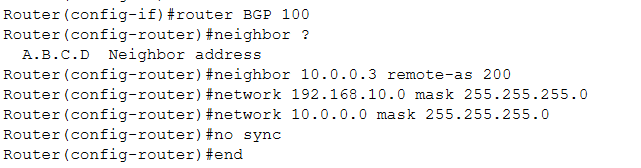 Router(config-if)#router BGP 100
Router(config-router)#neighbor ?
  A.B.C.D  Neighbor address
Router(config-router)#neighbor 10.0.0.3 remote-as 200
Router(config-router)#network 192.168.10.0 mask 255.255.255.0
Router(config-router)#network 10.0.0.0 mask 255.255.255.0
Router(config-router)#no sync
Router(config-router)#end